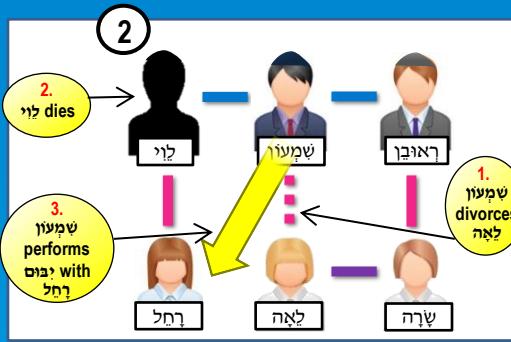 2
2.
לֵוִי dies
לֵוִי
שִׁמְעוֹן
רְאוּבֵן
1.
שִׁמְעוֹן
divorces
לֵאָה
3.
שִׁמְעוֹן
performs
יִבּוּם with
רָחֵל
רָחֵל
לֵאָה
שָׂרָה